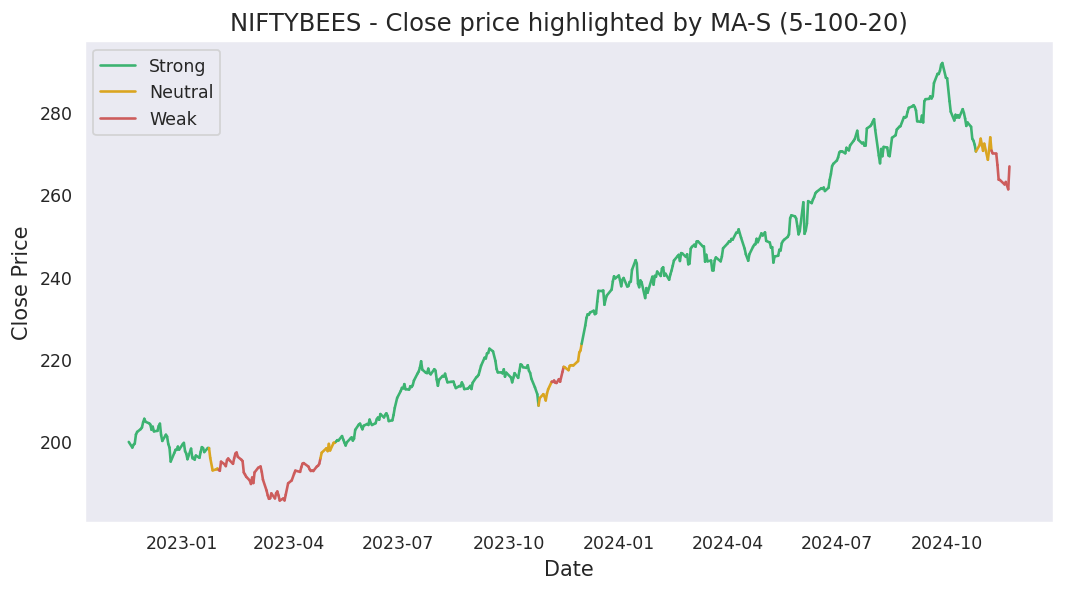 NIFTYBEES - Close price highlighted by MA-S (5-100-20)
Strong
Neutral
Weak
Close Price
280
260
240
220
200
2023-01 2023-04 2023-07 2023-10 2024-01 2024-04 2024-07 2024-10
Date